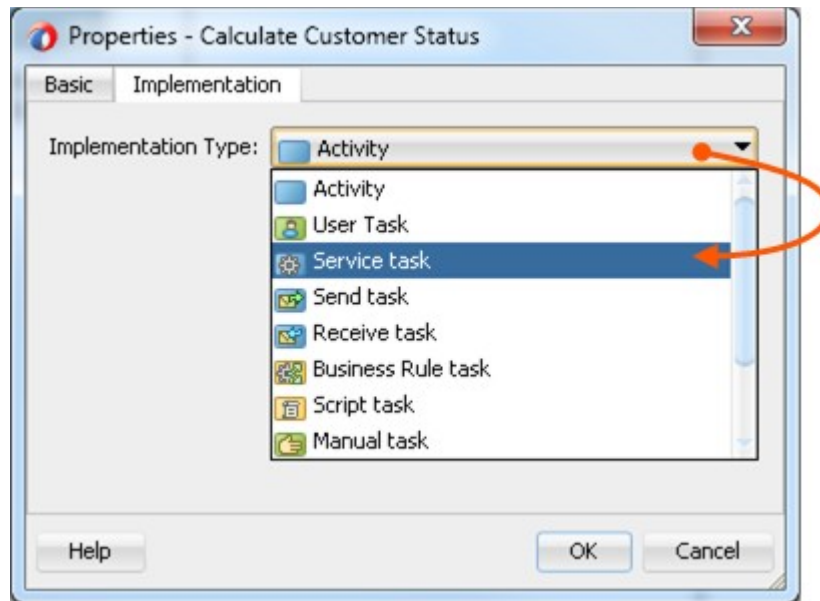 Properties - Calculate Customer Status
Basic Implementation
Implementation Type: Activity
Activity
User Task
Service task
Send task
Receive task
Business Rule task
Script task
Manual task
Help OK Cancel